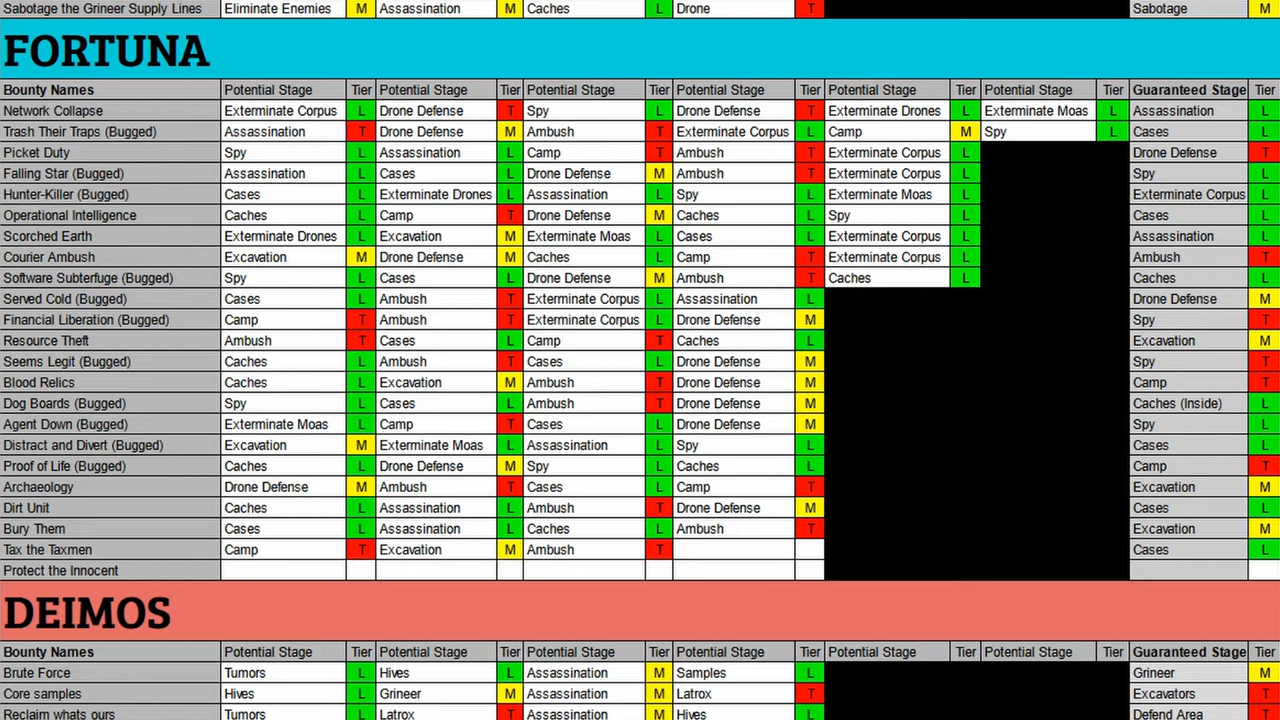 Sabotage the Grineer Supply Lines Eliminate Enemies M Assassination M Caches L Drone T Sabotage M
FORTUNA
Bounty Names Potential Stage Tier Potential Stage Tier Potential Stage Tier Potential Stage Tier Potential Stage Tier Potential Stage Tier Guaranteed Stage Tier
Network Collapse Exterminate Corpus L Drone Defense T Spy L Drone Defense T Exterminate Drones L Exterminate Moas L Assassination L
Trash Their Traps (Bugged) Assassination T Drone Defense M Ambush T Exterminate Corpus L Camp M Spy L Cases L
Picket Duty Spy L Assassination L Camp T Ambush T Exterminate Corpus L Drone Defense T
Falling Star (Bugged) Assassination L Cases L Drone Defense M Ambush T Exterminate Corpus L Spy L
Hunter-Killer (Bugged) Cases L Exterminate Drones L Assassination L Spy L Exterminate Moas L Exterminate Corpus L
Operational Intelligence Caches L Camp T Drone Defense M Caches L Spy L Cases L
Scorched Earth Exterminate Drones L Excavation M Exterminate Moas L Cases L Exterminate Corpus L Assassination L
Courier Ambush Excavation M Drone Defense M Caches L Camp T Exterminate Corpus L Ambush T
Software Subterfuge (Bugged) Spy L Cases L Drone Defense M Ambush T Caches L Caches L
Served Cold (Bugged) Cases L Ambush T Exterminate Corpus L Assassination L Drone Defense M
Financial Liberation (Bugged) Camp T Ambush T Exterminate Corpus L Drone Defense M Spy T
Resource Theft Ambush T Cases L Camp T Caches L Excavation M
Seems Legit (Bugged) Caches L Ambush T Cases L Drone Defense M Spy T
Blood Relics Caches L Excavation M Ambush T Drone Defense M Camp T
Dog Boards (Bugged) Spy L Cases L Ambush T Drone Defense M Caches (Inside) L
Agent Down (Bugged) Exterminate Moas L Camp T Cases L Drone Defense M Spy L
Distract and Divert (Bugged) Excavation M Exterminate Moas L Assassination L Spy L Cases L
Proof of Life (Bugged) Caches L Drone Defense M Spy L Caches L Camp T
Archaeology Drone Defense M Ambush T Cases L Camp T Excavation M
Dirt Unit Caches L Assassination L Ambush T Drone Defense M Cases L
Bury Them Cases L Assassination L Caches L Ambush T Excavation M
Tax the Taxmen Camp T Excavation M Ambush T Cases L
Protect the Innocent
DEIMOS
Bounty Names Potential Stage Tier Potential Stage Tier Potential Stage Tier Potential Stage Tier Potential Stage Tier Potential Stage Tier Guaranteed Stage Tier
Brute Force Tumors L Hives L Assassination M Samples L Grineer M
Core samples Hives L Grineer M Assassination M Latrox T Excavators T
Reclaim whats ours Tumors L Latrox T Assassination M Hives L Defend Area T